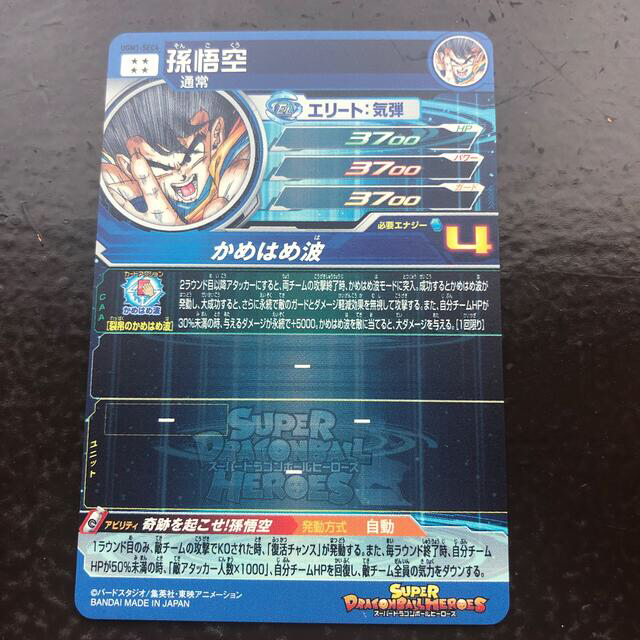 UGM1-SEC4
孫悟空
そん ご くう
通常
エリート:気弾
HP
3700
パワー
3700
ガード
3700
必要エナジー
4
かめはめ波
カードアクション
かめはめ波
[裂帛のかめはめ波]
CAA
2ラウンド目以降アタッカーにすると、両チームの攻撃終了時、かめはめ波モードに突入。成功するとかめはめ波が
発動し、大成功すると、さらに永続で敵のガードとダメージ軽減効果を無視して攻撃する。また、自分チームHPが
30%未満の時、与えるダメージが永続で+5000。かめはめ波を敵に当てると、大ダメージを与える。[1回限り]
ユニット
SUPER
DRAGONBALL
スーパードラゴンボールヒーローズ
HEROES
アビリティ 奇跡を起こせ!孫悟空 発動方式 自動
1ラウンド目のみ、敵チームの攻撃でKOされた時、「復活チャンス」が発動する。また、毎ラウンド終了時、自分チーム
HPが50%未満の時、「敵アタッカー人数×1000」、自分チームHPを回復し、敵チーム全員の気力をダウンする。
©バードスタジオ/集英社・東映アニメーション
BANDAI MADE IN JAPAN
SUPER
DRAGONBALL HEROES
スーパードラゴンボールヒーローズ